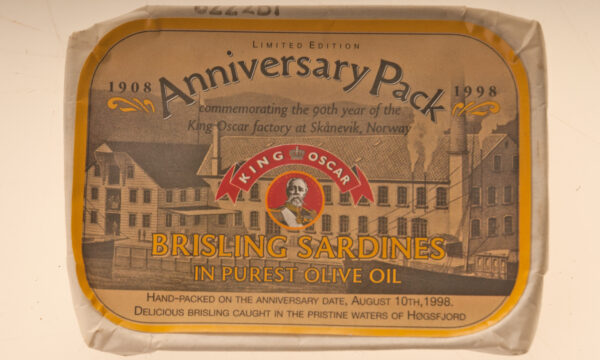 LIMITED EDITION
Anniversary Pack
1908
1998
commemorating the 90th year of the
King Oscar factory at Skånevik, Norway
KING OSCAR
BRISLING SARDINES
IN PUREST OLIVE OIL
HAND-PACKED ON THE ANNIVERSARY DATE, AUGUST 10TH,1998.
DELICIOUS BRISLING CAUGHT IN THE PRISTINE WATERS OF HØGSFJORD